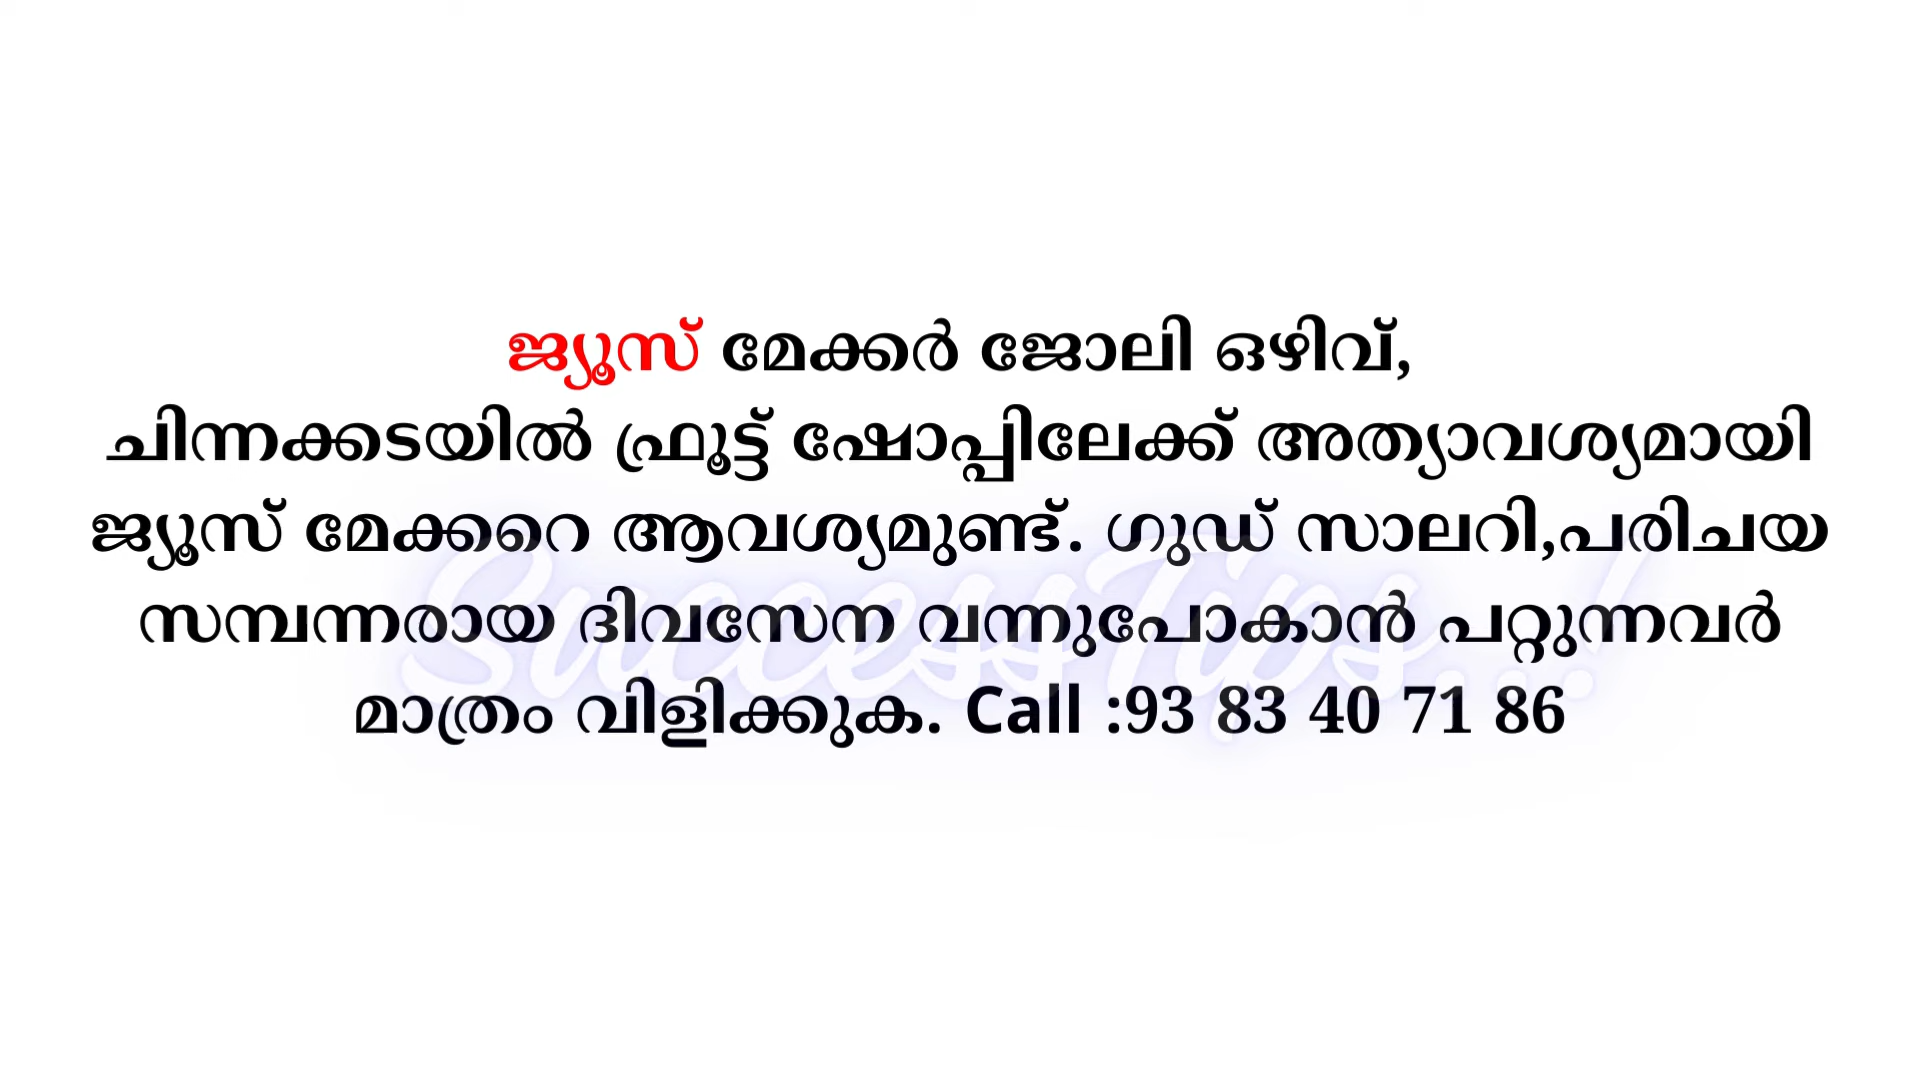 ജ്യൂസ് മേക്കർ ജോലി ഒഴിവ്,
ചിന്നക്കടയിൽ ഫ്രൂട്ട് ഷോപ്പിലേക്ക് അത്യാവശ്യമായി
ജ്യൂസ് മേക്കറെ ആവശ്യമുണ്ട്. ഗുഡ് സാലറി,പരിചയ
സമ്പന്നരായ ദിവസേന വന്നുപോകാൻ പറ്റുന്നവർ
മാത്രം വിളിക്കുക. Call :93 83 40 71 86
SuccessTips...!